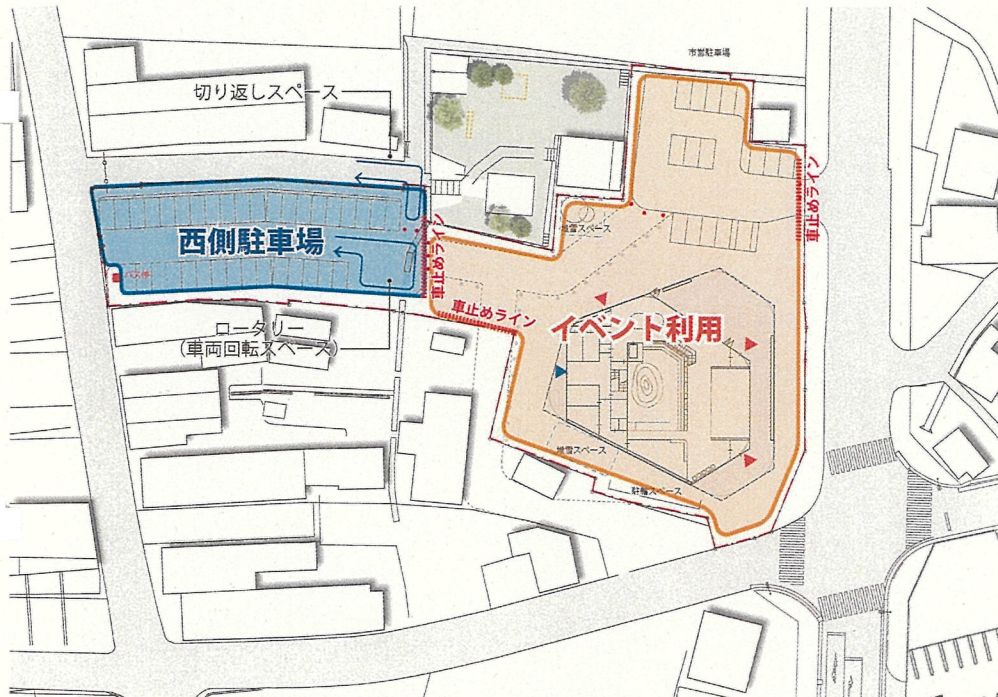 市営駐車場
切り返しスペース
車止めライン
西側駐車場
堆雪スペース
車止めライン
バス停
車止めライン
イベント利用
ロータリー
(車両回転スペース)
堆雪スペース
駐輪スペース